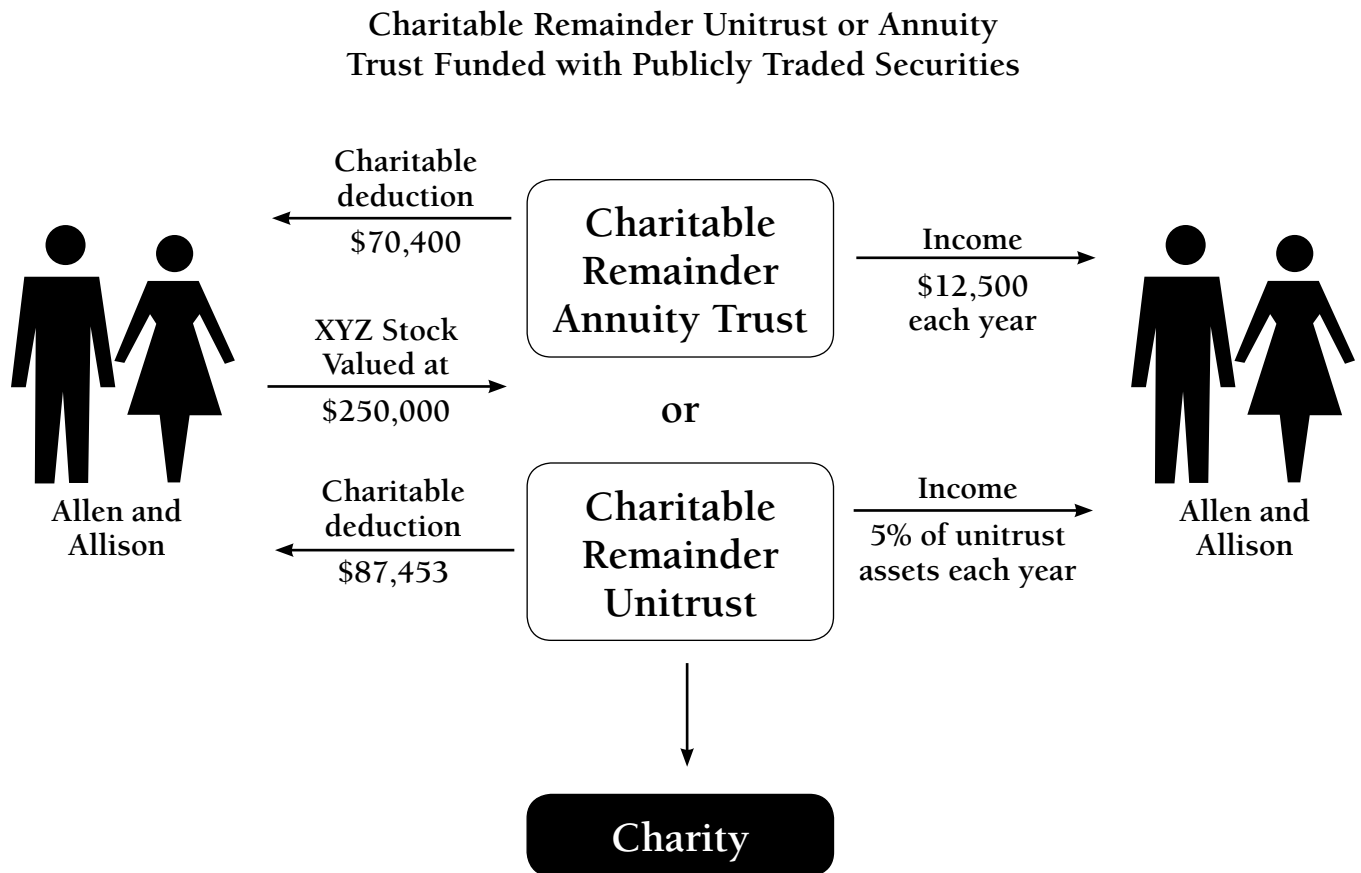 Charitable Remainder Unitrust or Annuity
Trust Funded with Publicly Traded Securities
Charitable
deduction
$70,400
Charitable
Remainder
Annuity Trust
Income
$12,500
each year
XYZ Stock
Valued at
$250,000
or
Allen and
Allison
Charitable
deduction
$87,453
Charitable
Remainder
Unitrust
Income
5% of unitrust
assets each year
Allen and
Allison
Charity